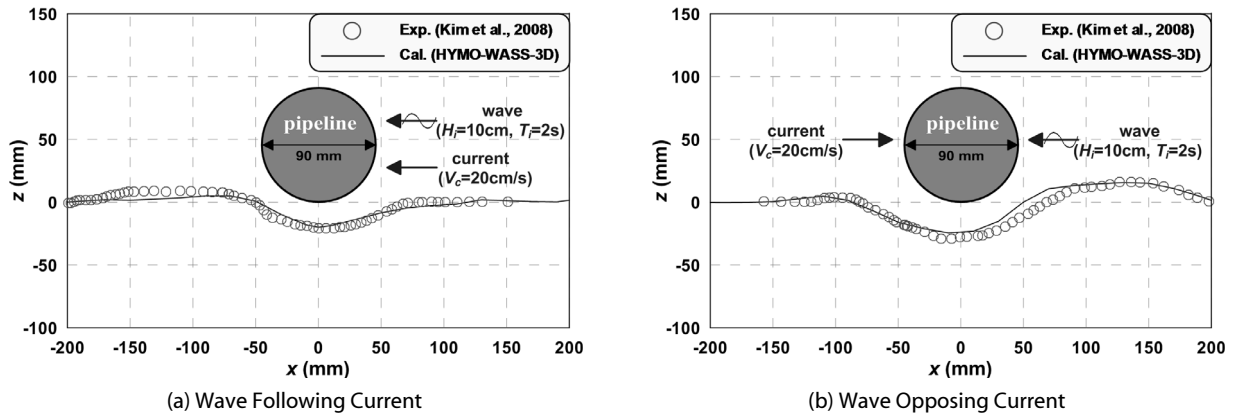 150
100
50
0
-50
-100
z (mm)
-200 -150 -100 -50 0 50 100 150 200
x (mm)
Exp. (Kim et al., 2008)
Cal. (HYMO-WASS-3D)
pipeline
90 mm
wave
(Hi=10cm, Ti=2s)
current
(Vc=20cm/s)
(a) Wave Following Current
150
100
50
0
-50
-100
z (mm)
-200 -150 -100 -50 0 50 100 150 200
x (mm)
Exp. (Kim et al., 2008)
Cal. (HYMO-WASS-3D)
current
(Vc=20cm/s)
pipeline
90 mm
wave
(Hi=10cm, Ti=2s)
(b) Wave Opposing Current